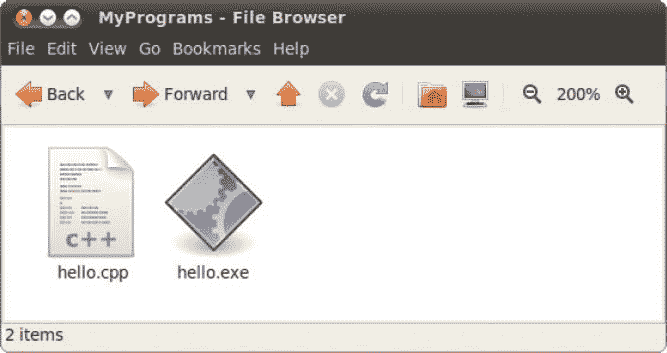 MyPrograms - File Browser
File Edit View Go Bookmarks Help
Back Forward 200%
c++
hello.cpp hello.exe
2 items